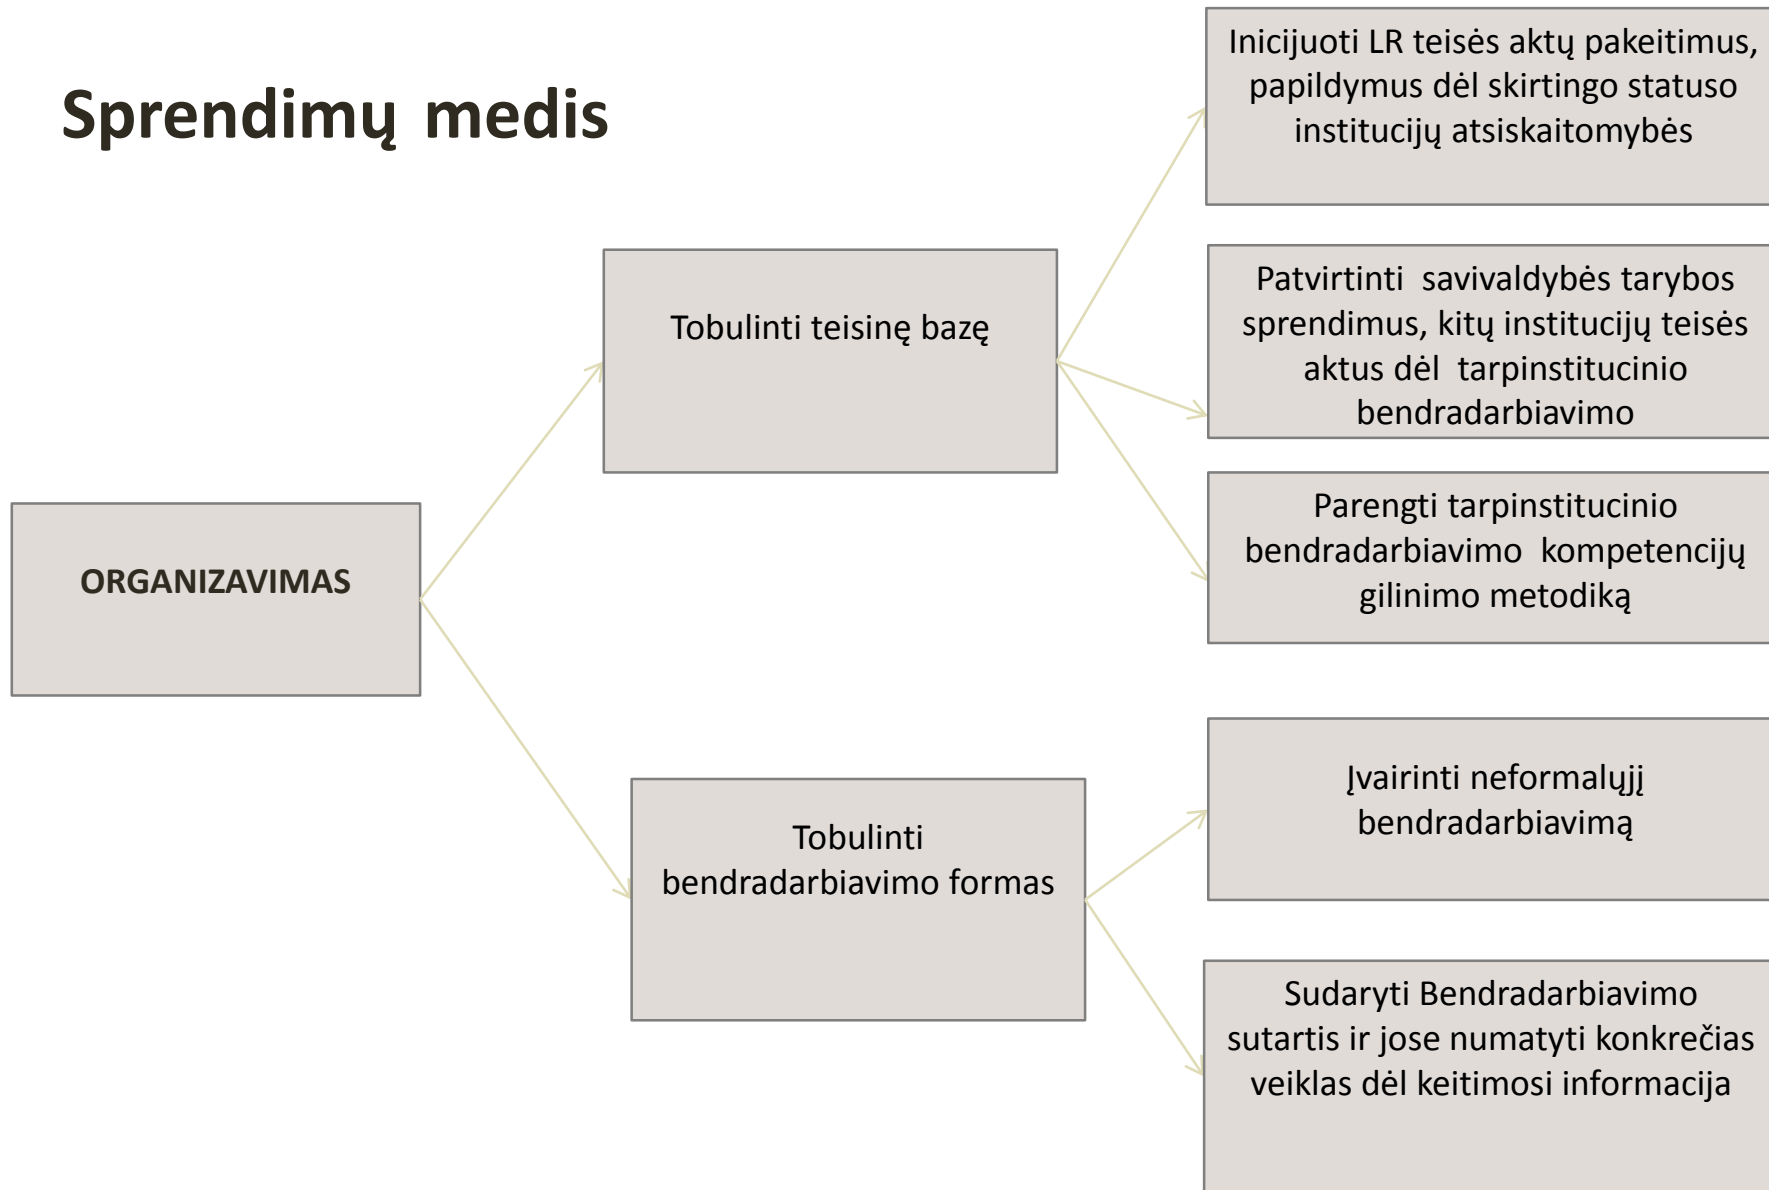 Sprendimų medis
Inicijuoti LR teisės aktų pakeitimus,
papildymus dėl skirtingo statuso
institucijų atsiskaitomybės
Tobulinti teisinę bazę
Patvirtinti savivaldybės tarybos
sprendimus, kitų institucijų teisės
aktus dėl tarpinstitucinio
bendradarbiavimo
Parengti tarpinstitucinio
bendradarbiavimo kompetencijų
gilinimo metodiką
ORGANIZAVIMAS
Tobulinti
bendradarbiavimo formas
Įvairinti neformalųjį
bendradarbiavimą
Sudaryti Bendradarbiavimo
sutartis ir jose numatyti konkrečias
veiklas dėl keitimosi informacija